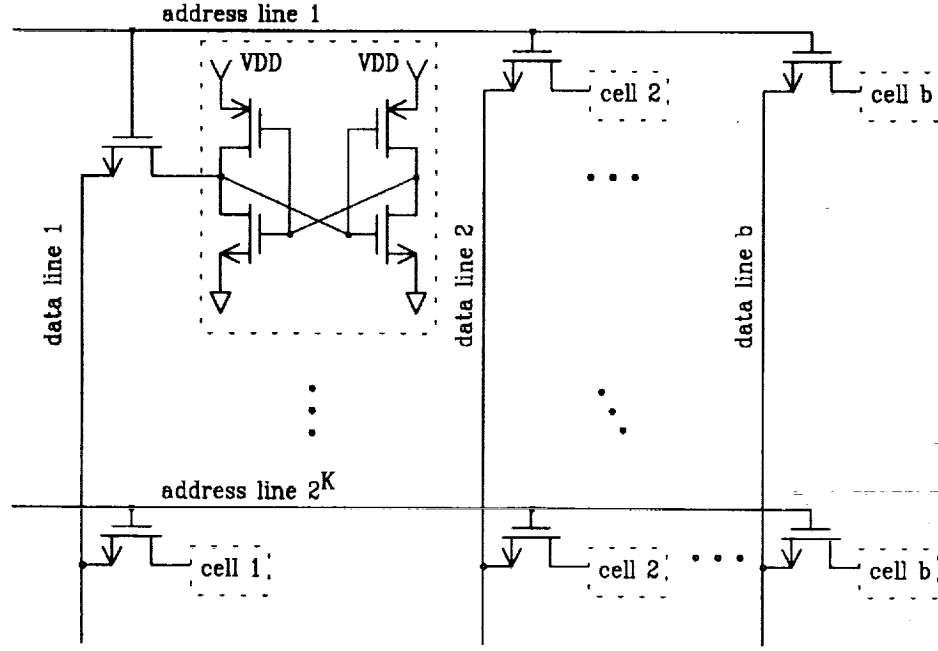 address line 1
VDD VDD
cell 2
cell b
data line 1
data line 2
data line b
address line 2^K
cell 1
cell 2
cell b